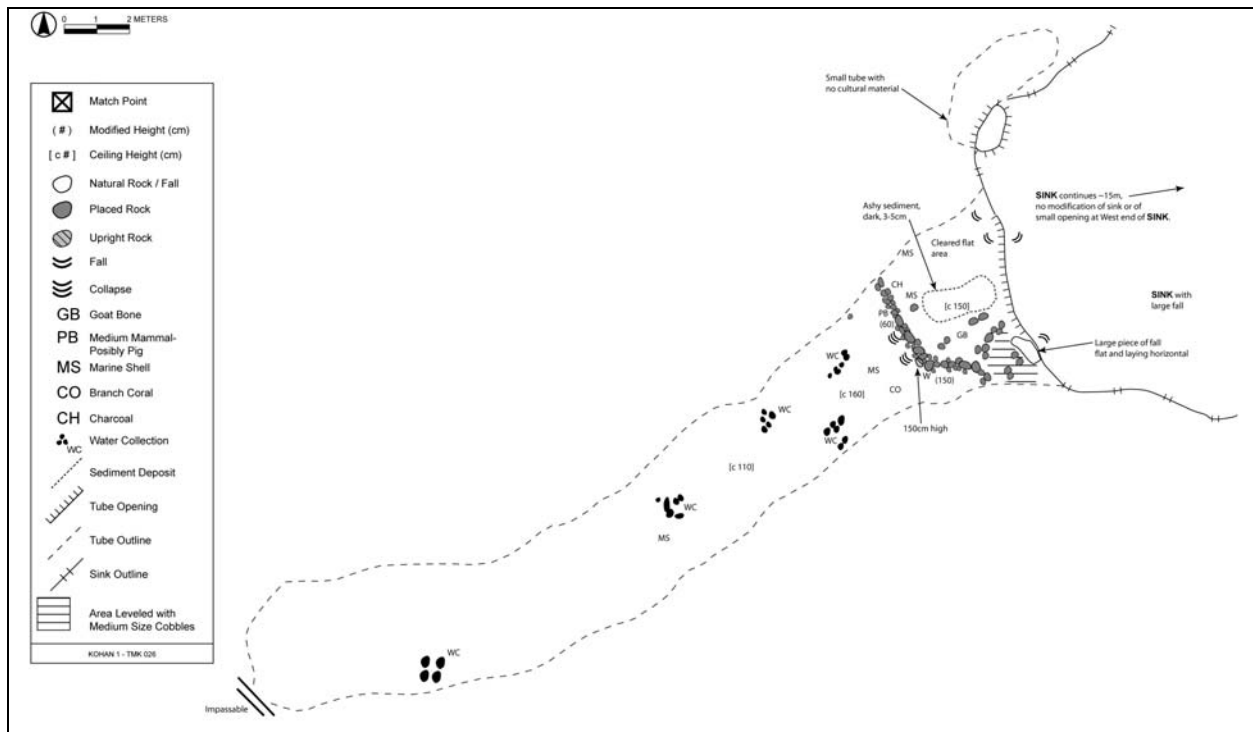 0 1 2 METERS
Match Point
( # ) Modified Height (cm)
[ c # ] Ceiling Height (cm)
Natural Rock / Fall
Placed Rock
Upright Rock
Fall
Collapse
GB Goat Bone
PB Medium Mammal-
Posibly Pig
MS Marine Shell
CO Branch Coral
CH Charcoal
WC Water Collection
Sediment Deposit
Tube Opening
Tube Outline
Sink Outline
Area Leveled with
Medium Size Cobbles
KOHAN 1 - TMK 026
Small tube with
no cultural material
SINK continues ~15m,
no modification of sink or of
small opening at West end of SINK.
Ashy sediment,
dark, 3-5cm
Cleared flat
area
MS
CH
MS
[c 150]
SINK with
large fall
PB
(60)
GB
Large piece of fall
flat and laying horizontal
WC
MS
W
(150)
[c 160]
CO
WC
WC
150cm high
[c 110]
WC
MS
WC
Impassable